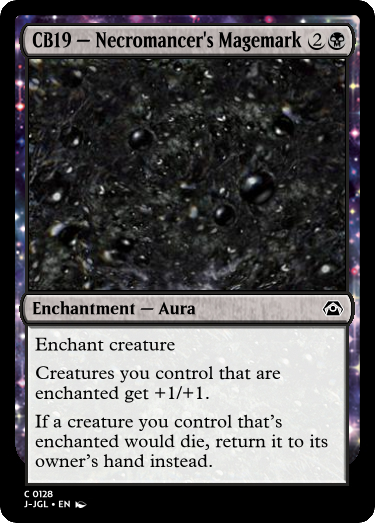 CB19 — Necromancer's Magemark 2
Enchantment — Aura
Enchant creature
Creatures you control that are
enchanted get +1/+1.
If a creature you control that's
enchanted would die, return it to its
owner's hand instead.
C 0128
J-JGL • EN